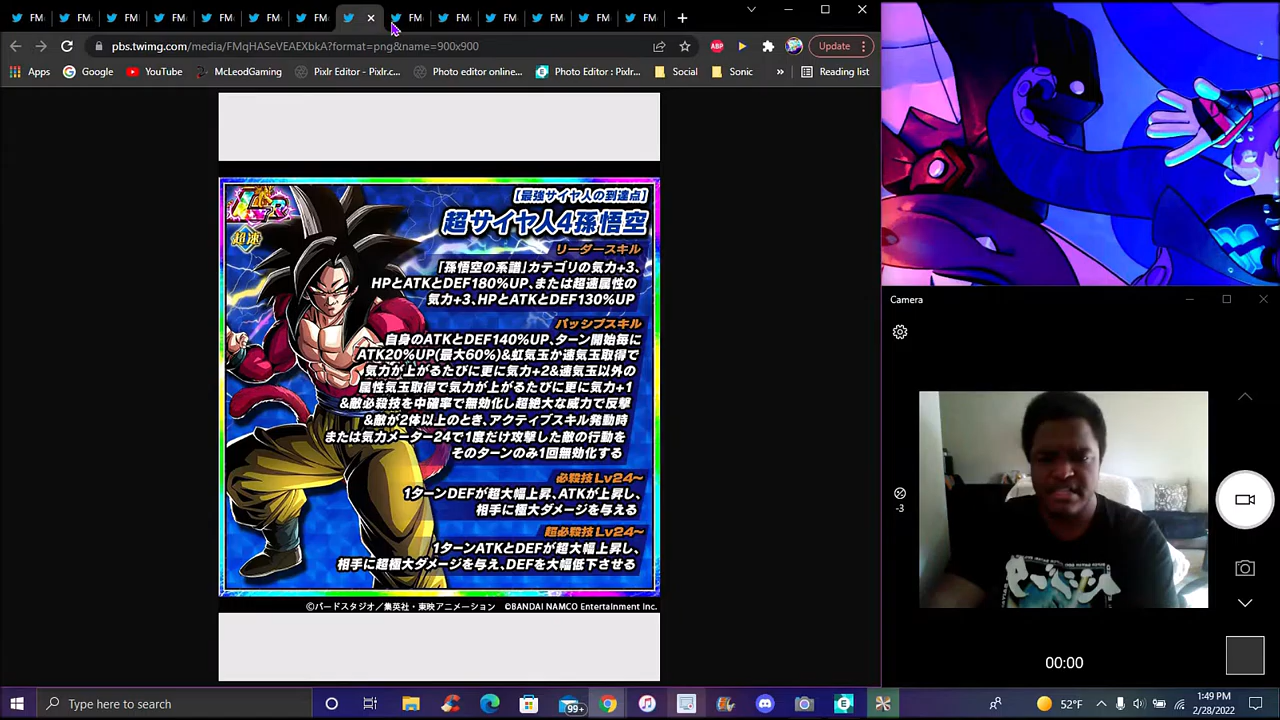 FM
FM
FM
FM
FM
FM
FM
FM
FM
FM
FM
FM
FM
pbs.twimg.com/media/FMqHASeVEAEXbkA?format=png&name=900x900
ABP
Update
Apps
Google
YouTube
McLeodGaming
Pixlr Editor - Pixlr.c...
Photo editor online...
Photo Editor : Pixlr...
Social
Sonic
»
Reading list
LR
超速
【最強サイヤ人の到達点】
超サイヤ人4孫悟空
リーダースキル
「孫悟空の系譜」カテゴリの気力+3、
HPとATKとDEF180%UP、または超速属性の
気力+3、HPとATKとDEF130%UP
パッシブスキル
自身のATKとDEF140%UP、ターン開始毎に
ATK20%UP(最大60%)&虹気玉か速気玉取得で
気力が上がるたびに更に気力+2&速気玉以外の
属性気玉取得で気力が上がるたびに更に気力+1
&敵必殺技を中確率で無効化し超絶大な威力で反撃
&敵が2体以上のとき、アクティブスキル発動時
または気力メーター24で1度だけ攻撃した敵の行動を
そのターンのみ1回無効化する
必殺技Lv24~
1ターンDEFが超大幅上昇、ATKが上昇し、
相手に極大ダメージを与える
超必殺技Lv24~
1ターンATKとDEFが超大幅上昇し、
相手に超極大ダメージを与え、DEFを大幅低下させる
©バードスタジオ/集英社・東映アニメーション ©BANDAI NAMCO Entertainment Inc.
Camera
-3
00:00
Type here to search
99+
52°F
1:49 PM
2/28/2022